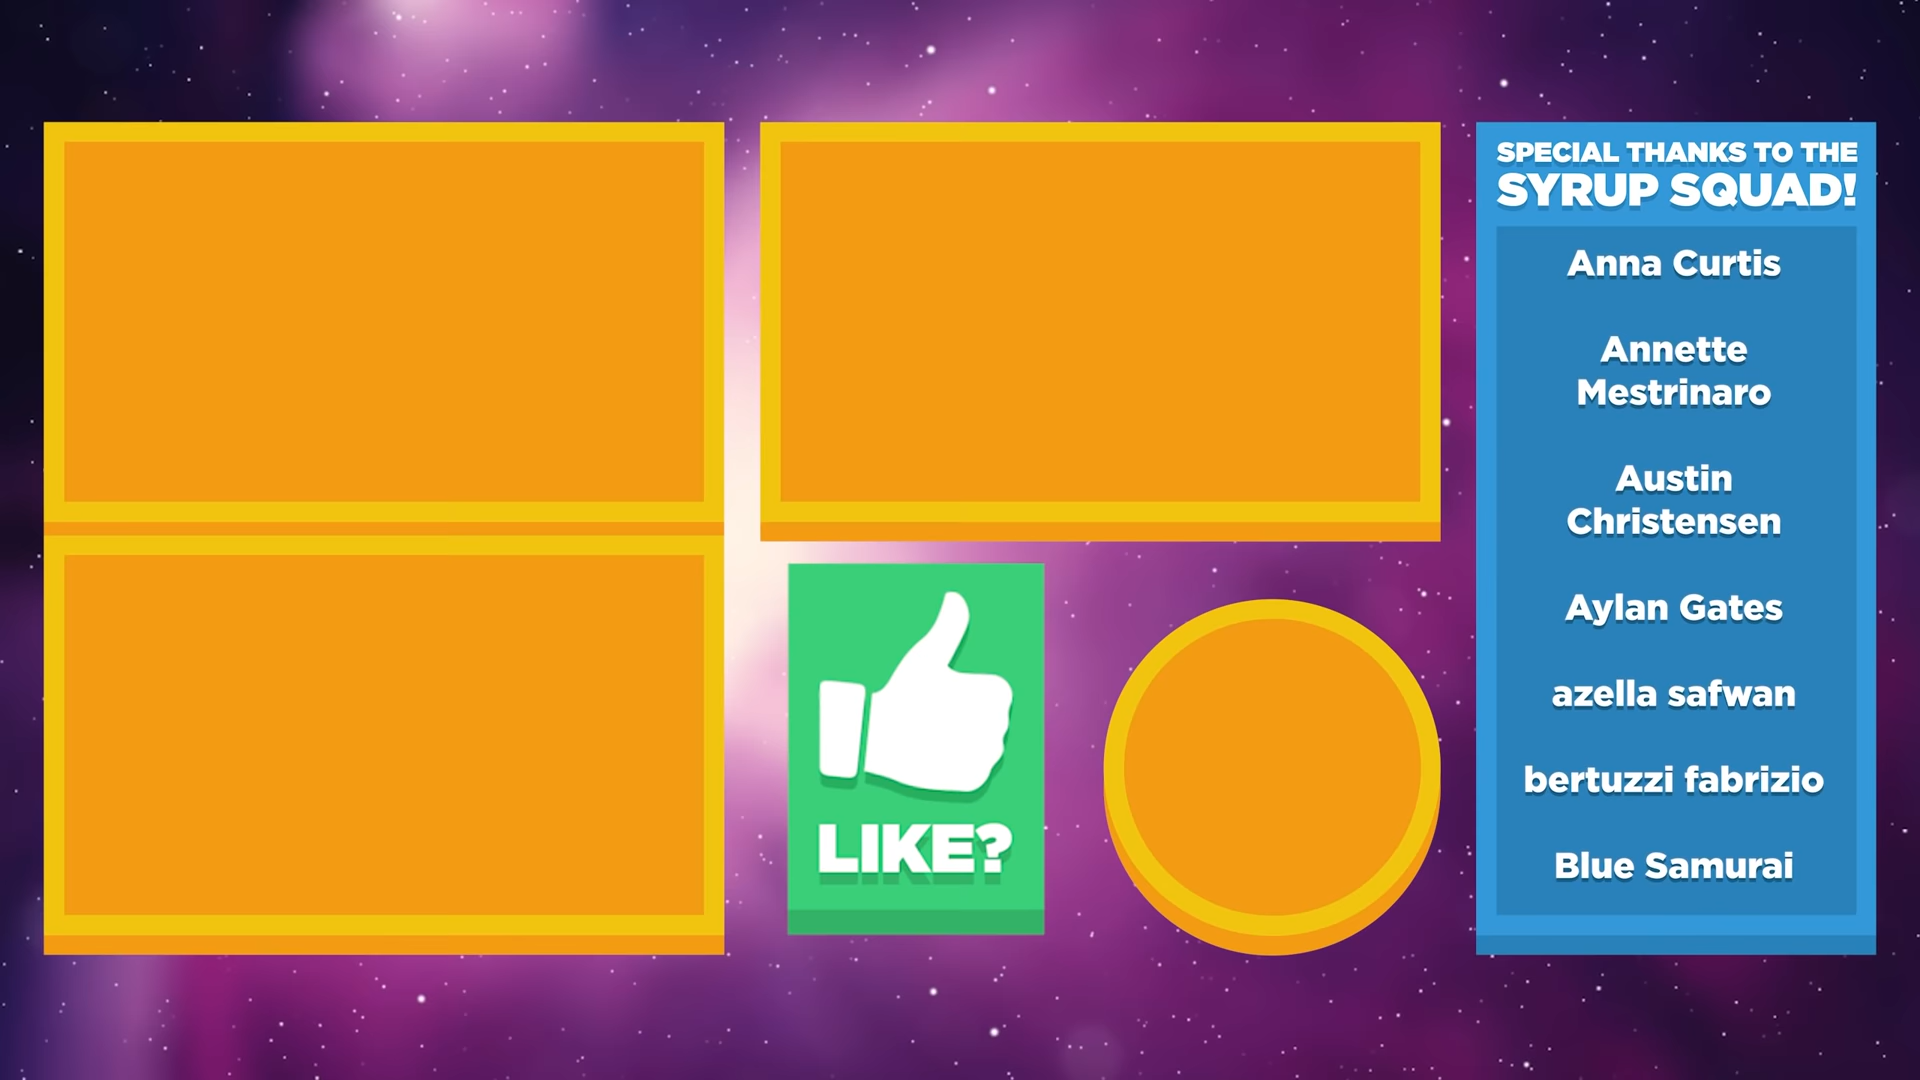 SPECIAL THANKS TO THE
SYRUP SQUAD!
Anna Curtis
Annette
Mestrinaro
Austin
Christensen
Aylan Gates
azella safwan
bertuzzi fabrizio
Blue Samurai
LIKE?